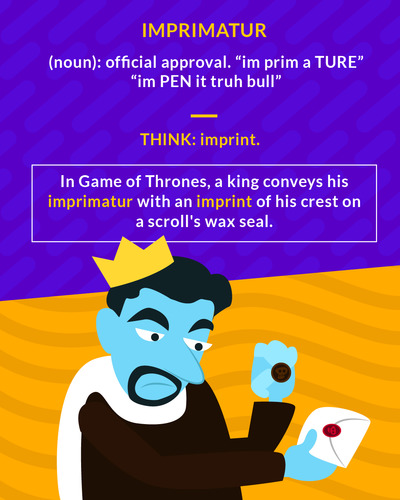 IMPRIMATUR
(noun): official approval. “im prim a TURE”
“im PEN it truh bull”
THINK: imprint.
In Game of Thrones, a king conveys his
imprimatur with an imprint of his crest on
a scroll's wax seal.